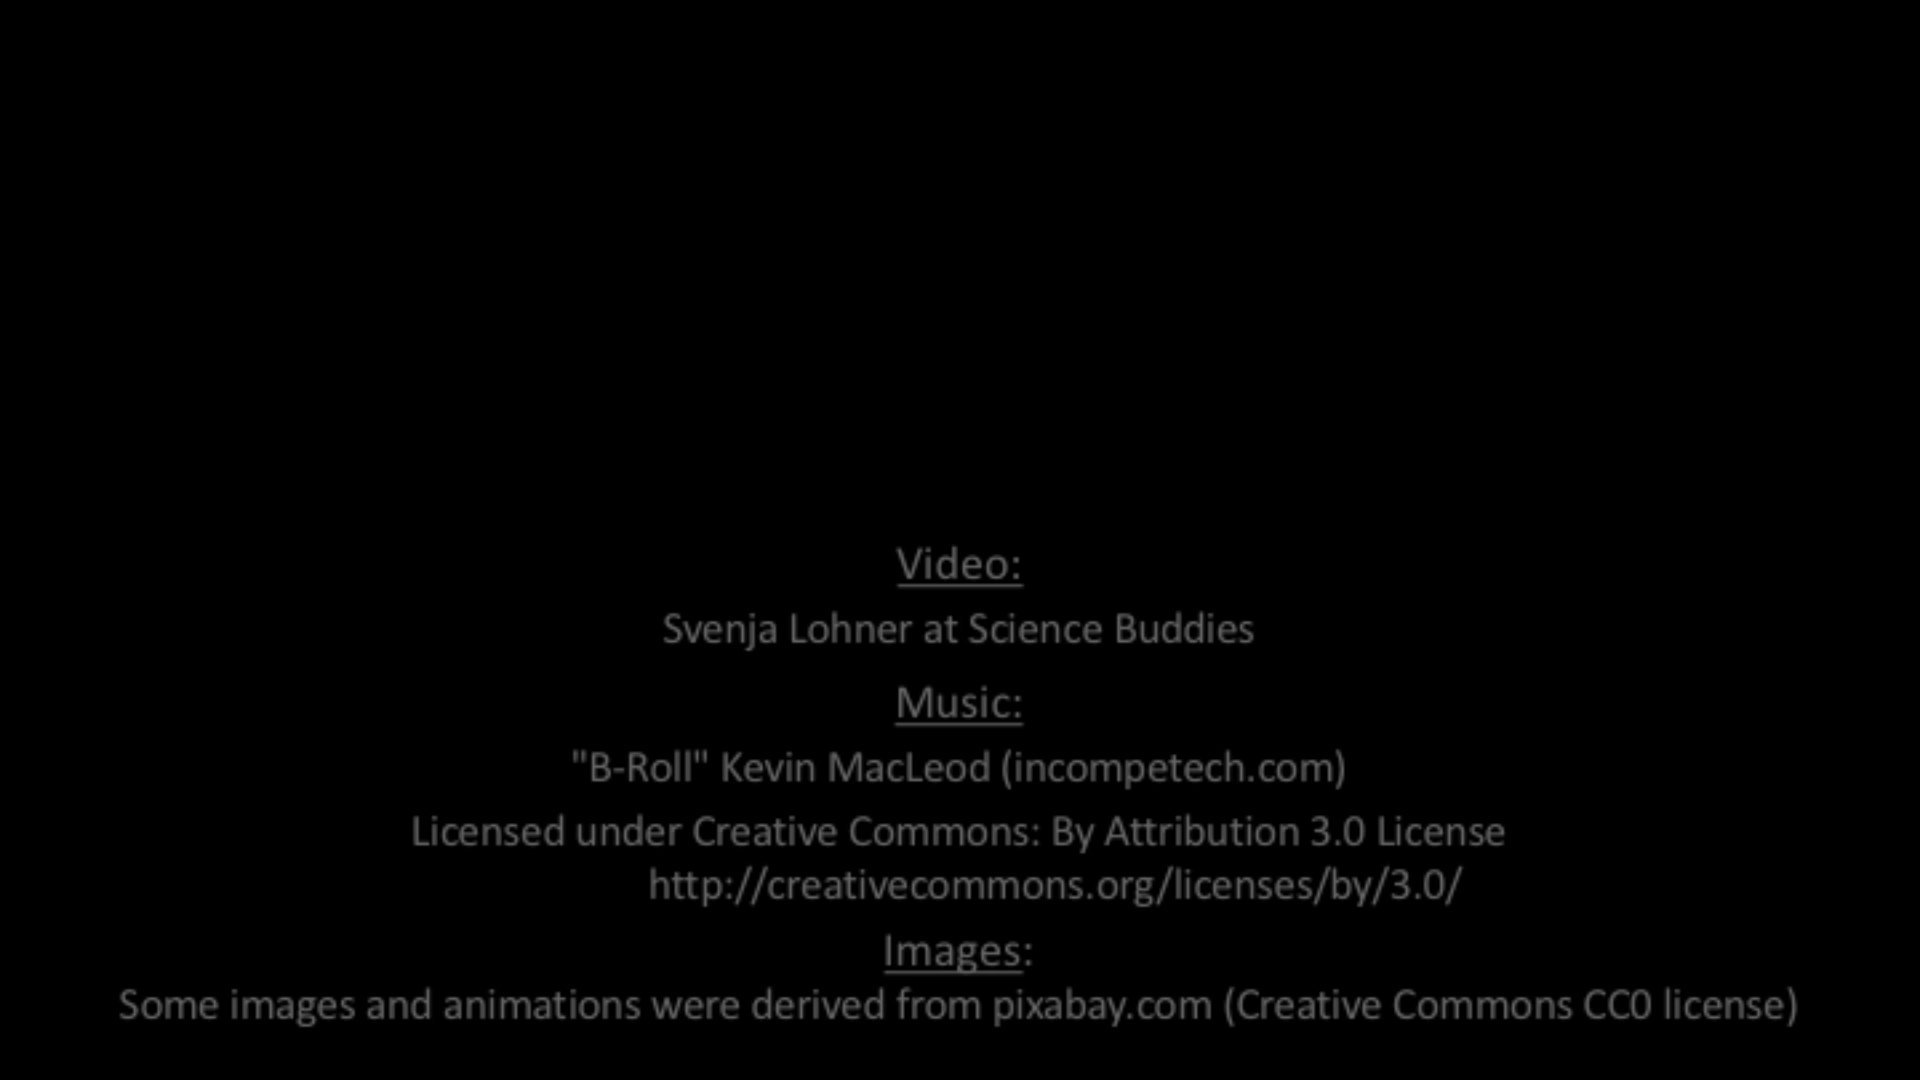 Video:
Svenja Lohner at Science Buddies
Music:
"B-Roll" Kevin MacLeod (incompetech.com)
Licensed under Creative Commons: By Attribution 3.0 License
http://creativecommons.org/licenses/by/3.0/
Images:
Some images and animations were derived from pixabay.com (Creative Commons CC0 license)